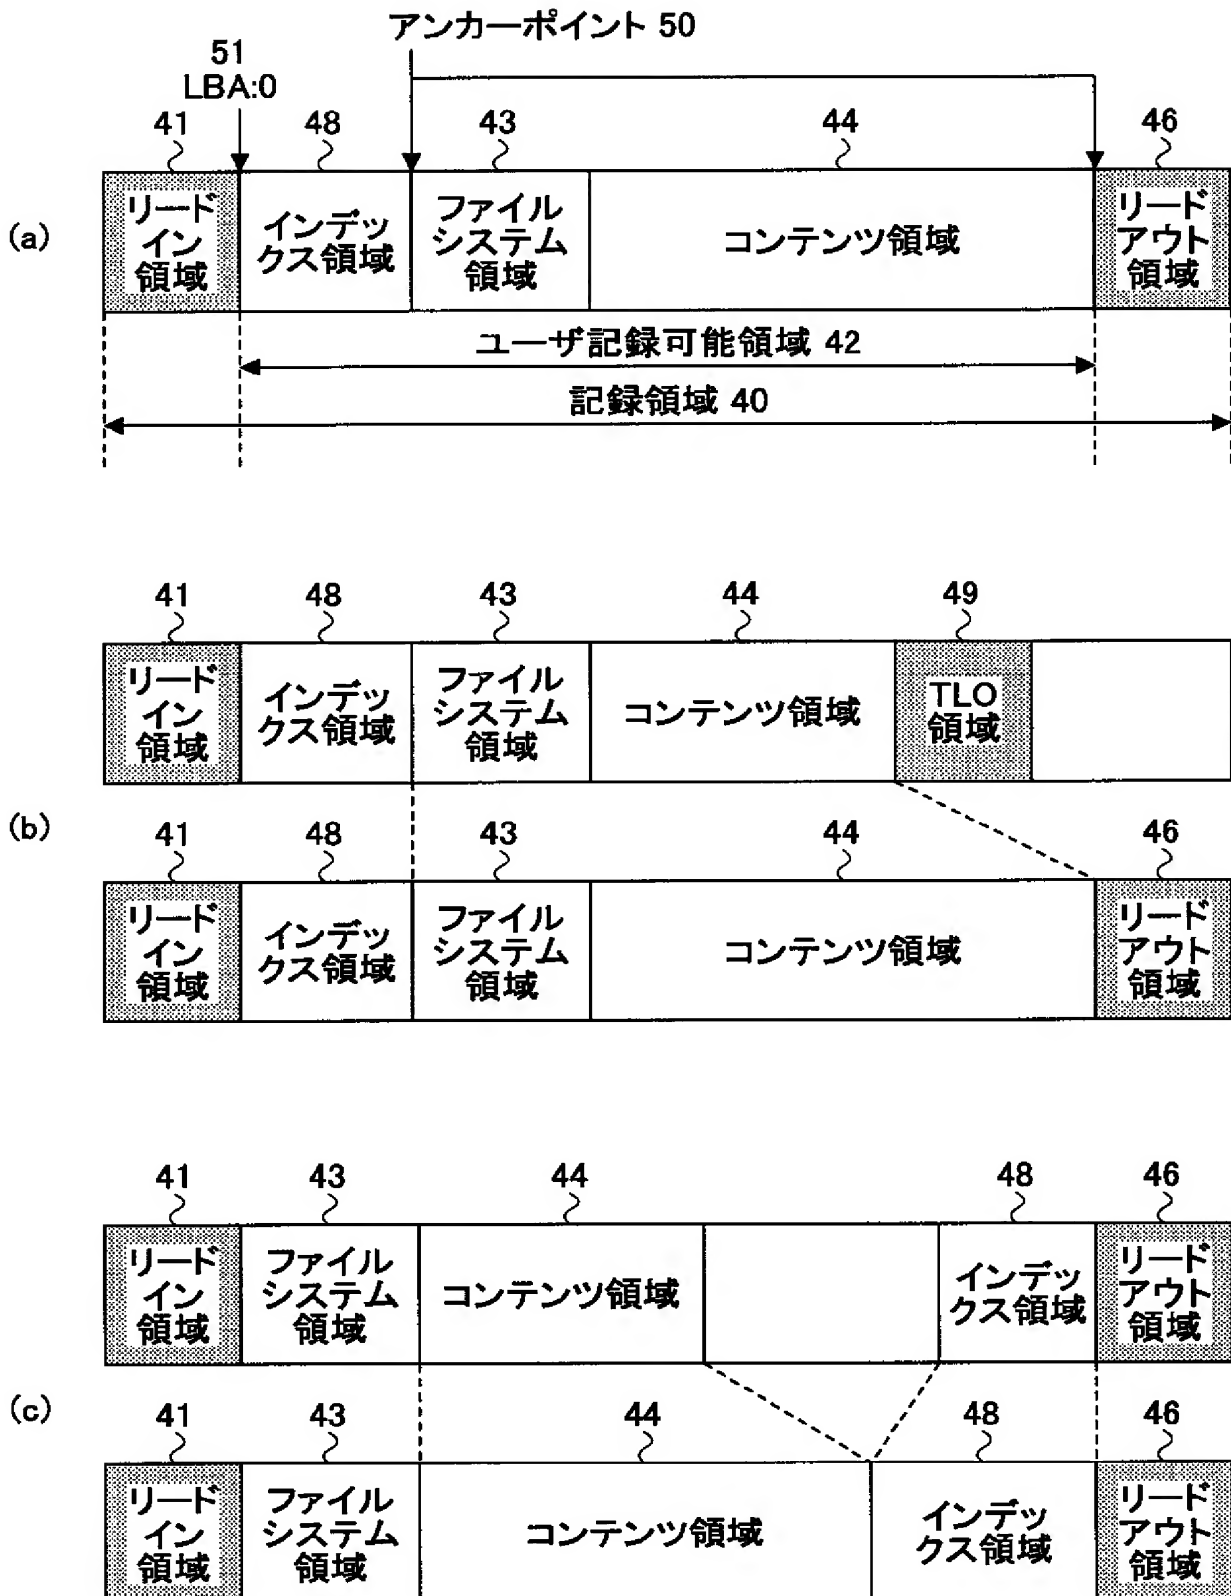 アンカーポイント 50
51
LBA:0
41
48
43
44
46
(a)
リード
イン
領域
インデッ
クス領域
ファイル
システム
領域
コンテンツ領域
リード
アウト
領域
ユーザ記録可能領域 42
記録領域 40
41
48
43
44
49
リード
イン
領域
インデッ
クス領域
ファイル
システム
領域
コンテンツ領域
TLO
領域
(b)
41
48
43
44
46
リード
イン
領域
インデッ
クス領域
ファイル
システム
領域
コンテンツ領域
リード
アウト
領域
41
43
44
48
46
リード
イン
領域
ファイル
システム
領域
コンテンツ領域
インデッ
クス領域
リード
アウト
領域
(c)
41
43
44
48
46
リード
イン
領域
ファイル
システム
領域
コンテンツ領域
インデッ
クス領域
リード
アウト
領域